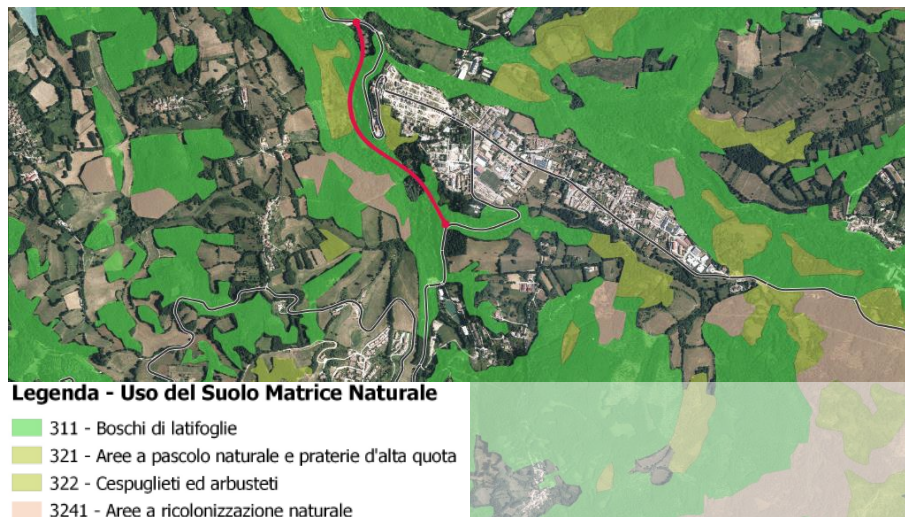 Legenda - Uso del Suolo Matrice Naturale
311 - Boschi di latifoglie
321 - Aree a pascolo naturale e praterie d'alta quota
322 - Cespuglieti ed arbusteti
3241 - Aree a ricolonizzazione naturale